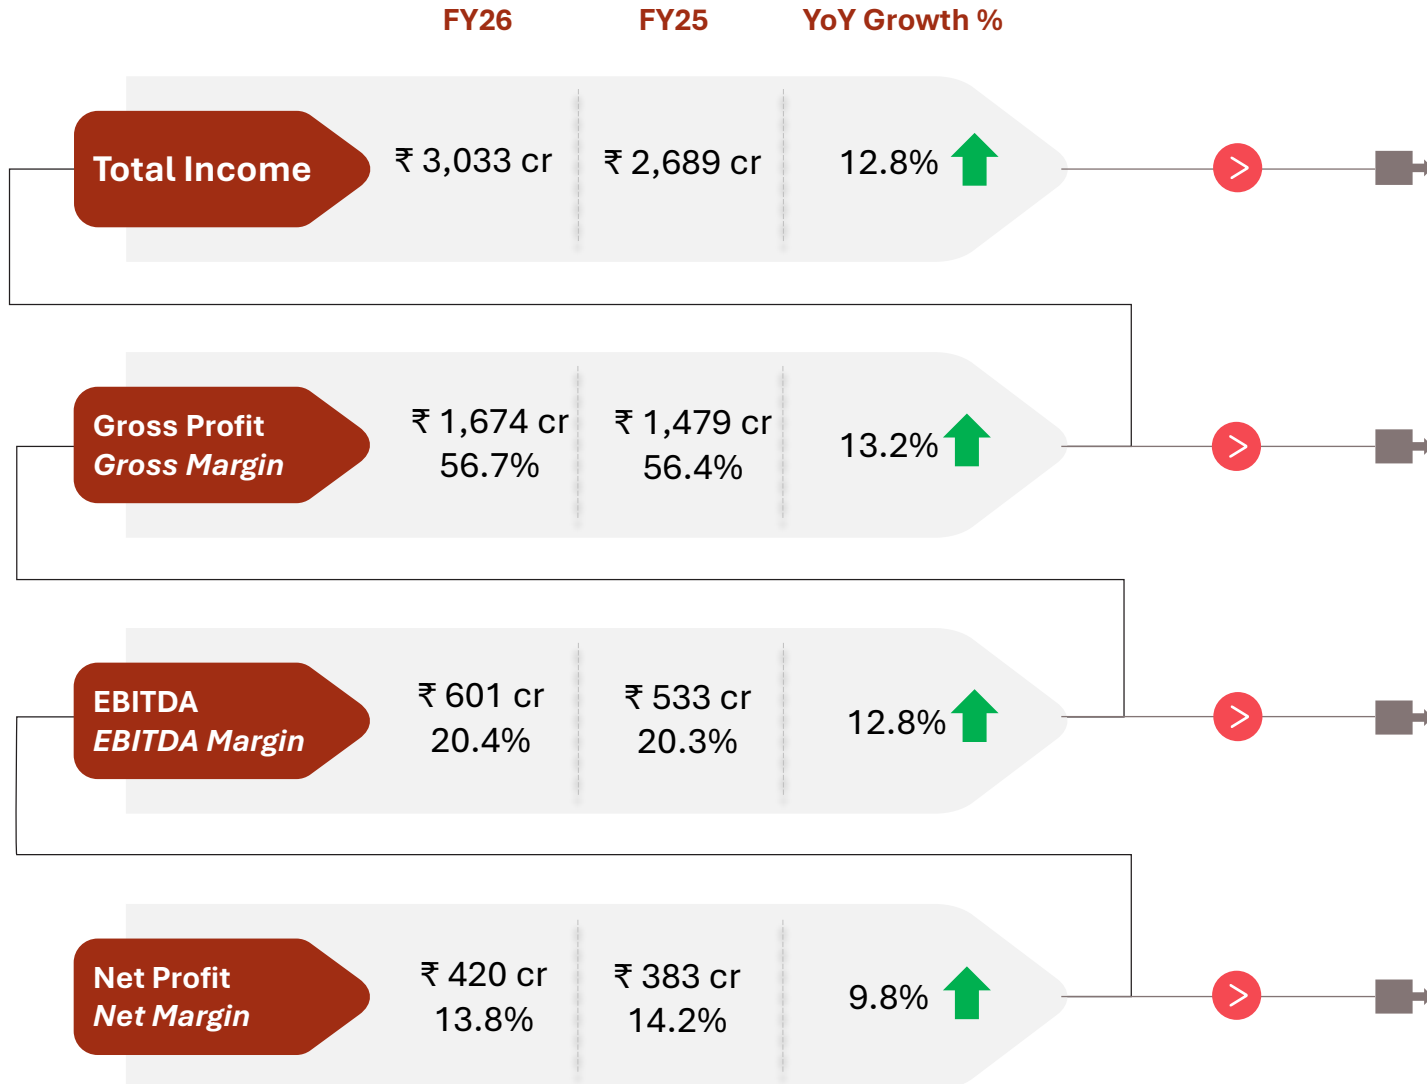 FY26 FY25 YoY Growth %
Total Income ₹ 3,033 cr ₹ 2,689 cr 12.8%
Gross Profit ₹ 1,674 cr ₹ 1,479 cr 13.2%
Gross Margin 56.7% 56.4%
EBITDA ₹ 601 cr ₹ 533 cr 12.8%
EBITDA Margin 20.4% 20.3%
Net Profit ₹ 420 cr ₹ 383 cr 9.8%
Net Margin 13.8% 14.2%